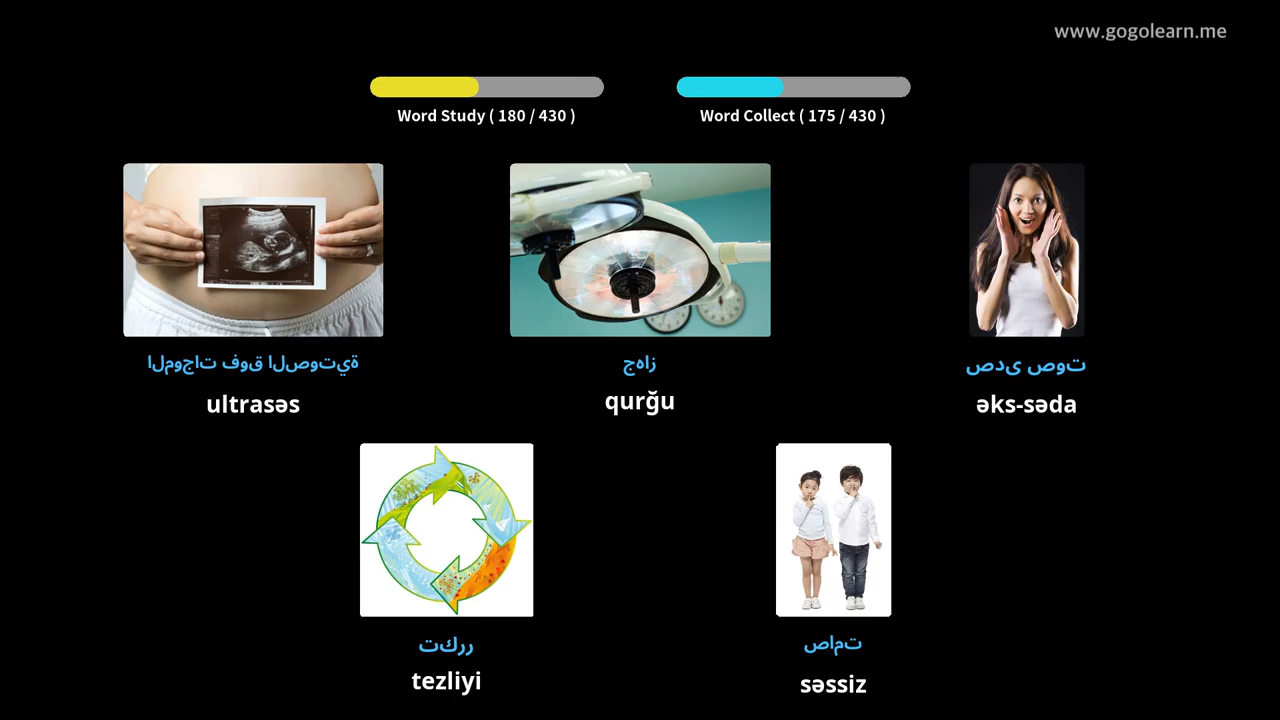 www.gogolearn.me
Word Study ( 180 / 430 )
Word Collect ( 175 / 430 )
الموجات فوق الصوتية
جهاز
صدى صوت
ultrasəs
qurğu
əks-səda
تكرر
صامت
tezliyi
səssiz